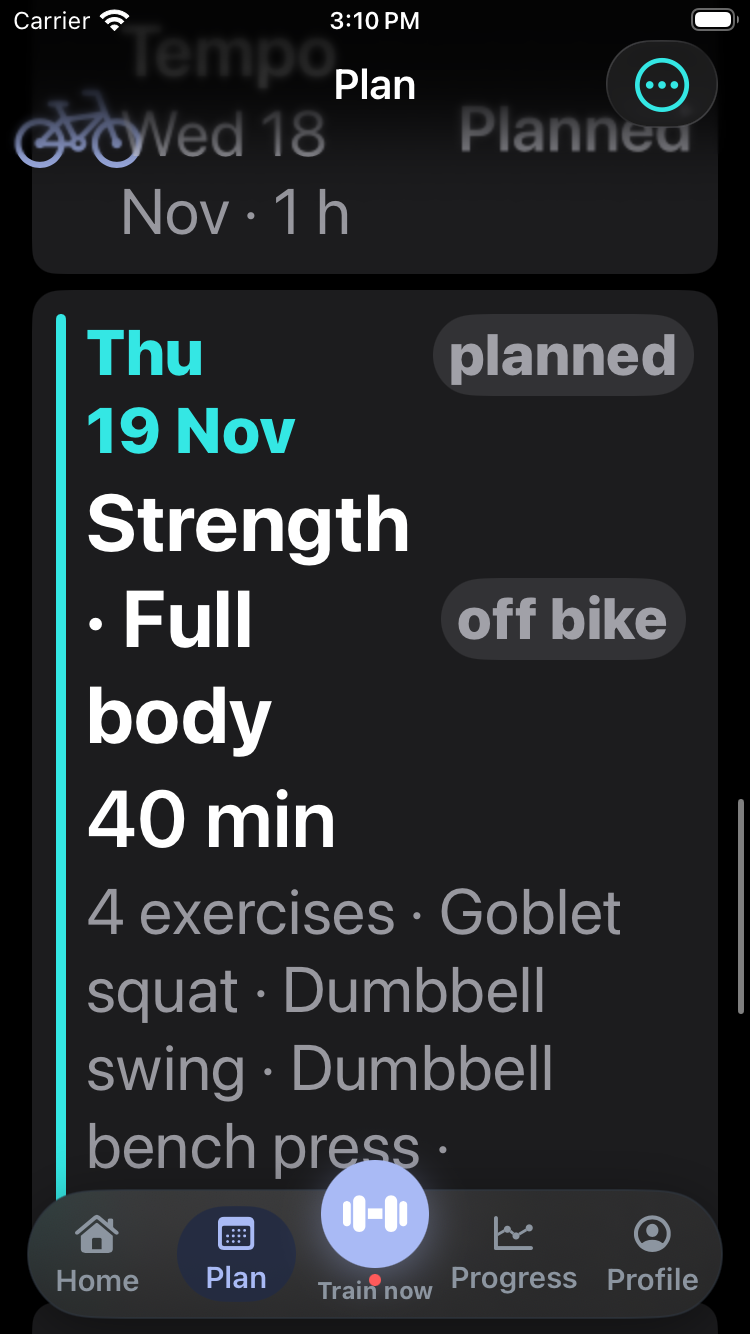 Carrier
3:10 PM
Tempo
Plan
Wed 18
Planned
Nov · 1 h
Thu
planned
19 Nov
Strength
· Full
off bike
body
40 min
4 exercises · Goblet
squat · Dumbbell
swing · Dumbbell
bench press ·
Home
Plan
Train now
Progress
Profile